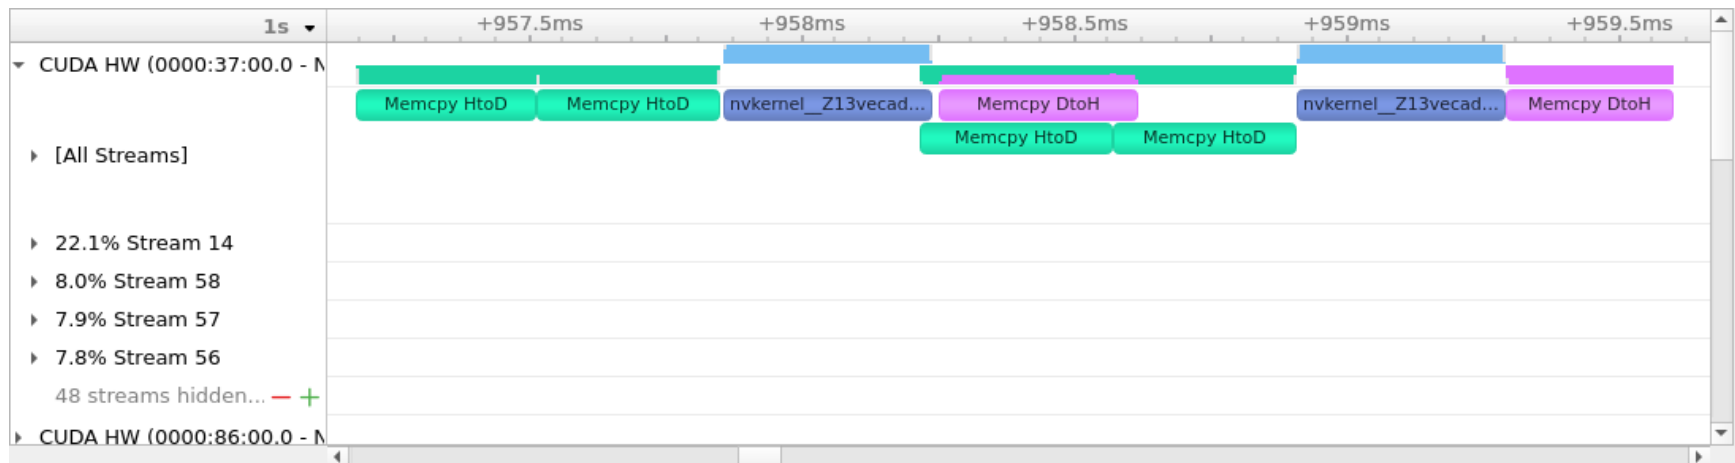 1s +957.5ms +958ms +958.5ms +959ms +959.5ms
CUDA HW (0000:37:00.0 - N
Memcpy HtoD Memcpy HtoD nvkernel__Z13vecad... Memcpy DtoH nvkernel__Z13vecad... Memcpy DtoH
Memcpy HtoD Memcpy HtoD
[All Streams]
22.1% Stream 14
8.0% Stream 58
7.9% Stream 57
7.8% Stream 56
48 streams hidden...
CUDA HW (0000:86:00.0 - N